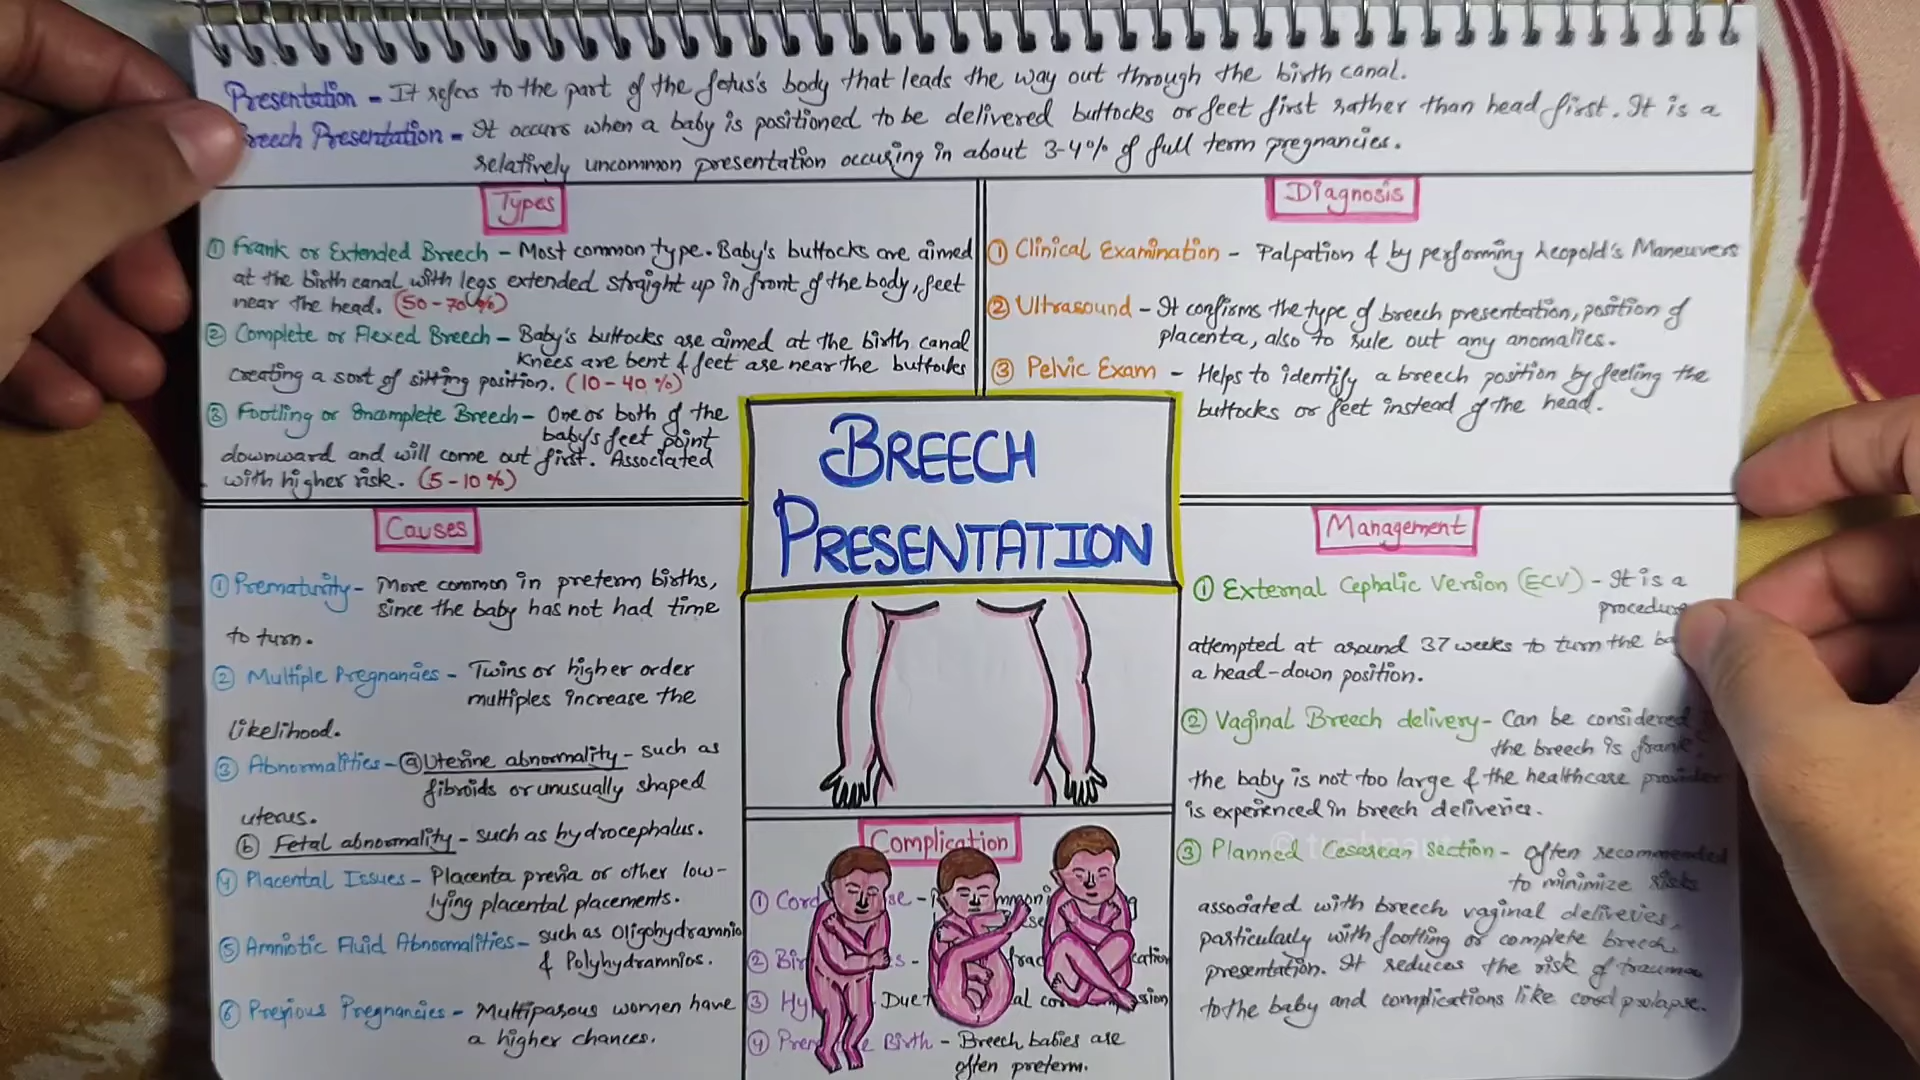 Presentation - It refers to the part of the fetus's body that leads the way out through the birth canal.
Breech Presentation - It occurs when a baby is positioned to be delivered buttocks or feet first rather than head first. It is a
relatively uncommon presentation occuring in about 3-4% of full term pregnancies.
Types
① Frank or Extended Breech - Most common type. Baby's buttocks are aimed
at the birth canal with legs extended straight up in front of the body, feet
near the head. (50-70%)
② Complete or Flexed Breech - Baby's buttocks are aimed at the birth canal
knees are bent & feet are near the buttocks
creating a sort of sitting position. (10-40%)
③ Footling or Incomplete Breech - One or both of the
baby's feet point
downward and will come out first. Associated
with higher risk. (5-10%)
Diagnosis
① Clinical Examination - Palpation & by performing Leopold's Maneuvers
② Ultrasound - It confirms the type of breech presentation, position of
placenta, also to rule out any anomalies.
③ Pelvic Exam - Helps to identify a breech position by feeling the
buttocks or feet instead of the head.
BREECH
PRESENTATION
Causes
① Prematurity - More common in preterm births,
since the baby has not had time
to turn.
② Multiple Pregnancies - Twins or higher order
multiples increase the
likelihood.
③ Abnormalities - ⓐ Uterine abnormality - such as
fibroids or unusually shaped
uterus.
ⓑ Fetal abnormality - such as hydrocephalus.
④ Placental Issues - Placenta previa or other low-
lying placental placements.
⑤ Amniotic Fluid Abnormalities - such as Oligohydramnio
& Polyhydramnios.
⑥ Previous Pregnancies - Multiparous women have
a higher chances.
Complication
① Cord
②
③ Due
④ Birth - Breech babies are
often preterm.
Management
① External Cephalic Version (ECV) - It is a
procedure
attempted at around 37 weeks to turn the
a head-down position.
② Vaginal Breech delivery - Can be considered
the breech is frank,
the baby is not too large & the healthcare provider
is experienced in breech deliveries.
③ Planned Cesarean Section - Often recommended
to minimize risks
associated with breech vaginal deliveries,
particularly with footling or complete breech
presentation. It reduces the risk of trauma
to the baby and complications like cord prolapse.